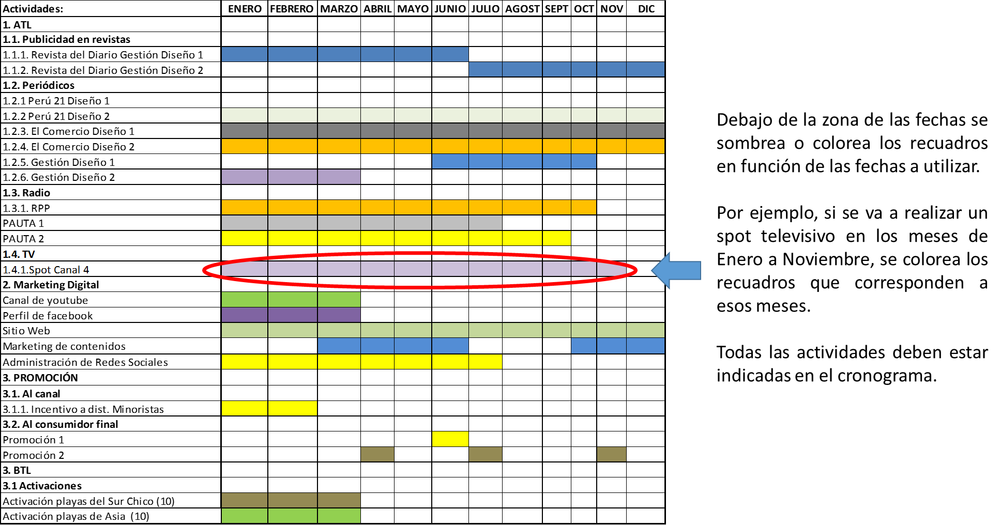 Actividades: ENERO FEBRERO MARZO ABRIL MAYO JUNIO JULIO AGOST SEPT OCT NOV DIC
1. ATL
1.1. Publicidad en revistas
1.1.1. Revista del Diario Gestión Diseño 1
1.1.2. Revista del Diario Gestión Diseño 2
1.2. Periódicos
1.2.1 Perú 21 Diseño 1
1.2.2 Perú 21 Diseño 2
1.2.3. El Comercio Diseño 1
1.2.4. El Comercio Diseño 2
1.2.5. Gestión Diseño 1
1.2.6. Gestión Diseño 2
1.3. Radio
1.3.1. RPP
PAUTA 1
PAUTA 2
1.4. TV
1.4.1.Spot Canal 4
2. Marketing Digital
Canal de youtube
Perfil de facebook
Sitio Web
Marketing de contenidos
Administración de Redes Sociales
3. PROMOCIÓN
3.1. Al canal
3.1.1. Incentivo a dist. Minoristas
3.2. Al consumidor final
Promoción 1
Promoción 2
3. BTL
3.1 Activaciones
Activación playas del Sur Chico (10)
Activación playas de Asia (10)
Debajo de la zona de las fechas se
sombrea o colorea los recuadros
en función de las fechas a utilizar.
Por ejemplo, si se va a realizar un
spot televisivo en los meses de
Enero a Noviembre, se colorea los
recuadros que corresponden a
esos meses.
Todas las actividades deben estar
indicadas en el cronograma.